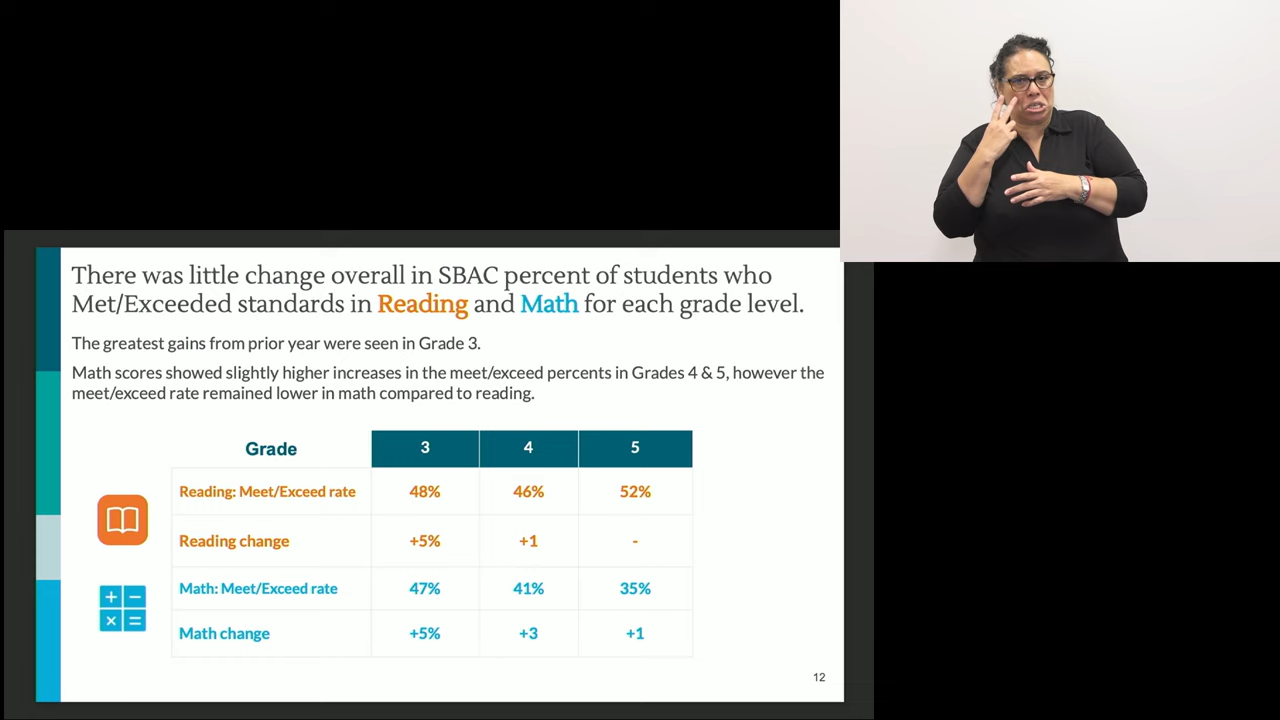 There was little change overall in SBAC percent of students who
Met/Exceeded standards in Reading and Math for each grade level.
The greatest gains from prior year were seen in Grade 3.
Math scores showed slightly higher increases in the meet/exceed percents in Grades 4 & 5, however the
meet/exceed rate remained lower in math compared to reading.
Grade 3 4 5
Reading: Meet/Exceed rate 48% 46% 52%
Reading change +5% +1 -
Math: Meet/Exceed rate 47% 41% 35%
Math change +5% +3 +1
12